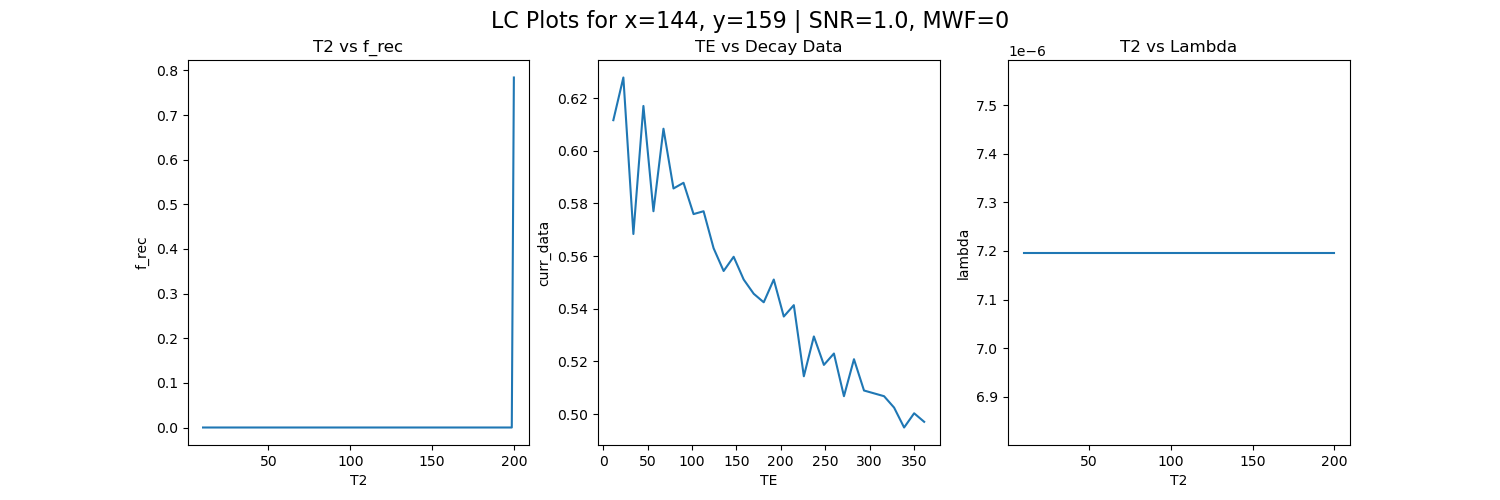 LC Plots for x=144, y=159 | SNR=1.0, MWF=0
T2 vs f_rec
0.8
0.7
0.6
0.5
0.4
0.3
0.2
0.1
0.0
f_rec
50 100 150 200
T2
TE vs Decay Data
0.62
0.60
0.58
0.56
0.54
0.52
0.50
curr_data
0 50 100 150 200 250 300 350
TE
T2 vs Lambda
1e−6
7.5
7.4
7.3
7.2
7.1
7.0
6.9
lambda
50 100 150 200
T2